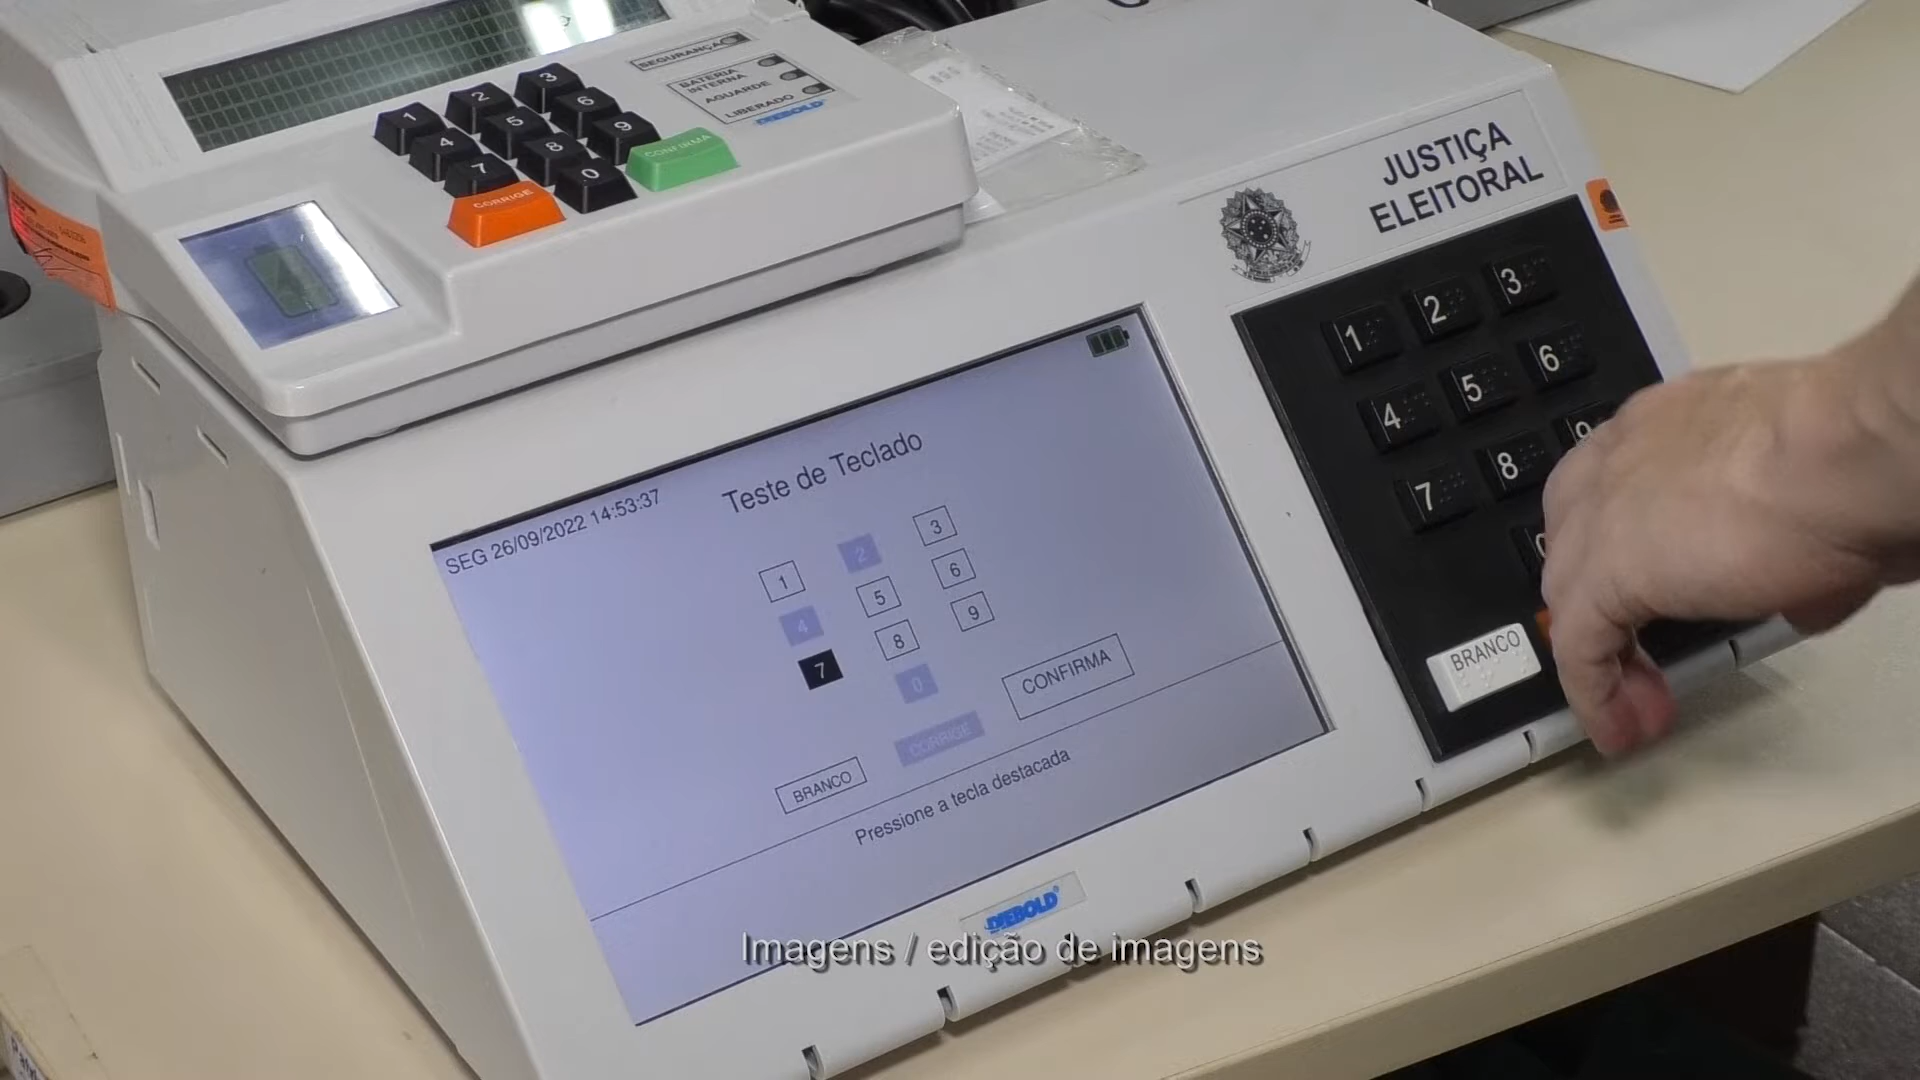 SEGURANÇA
BATERIA
INTERNA
AGUARDE
LIBERADO
DIEBOLD
1
2
3
4
5
6
7
8
9
0
CORRIGE
CONFIRMA
JUSTIÇA
ELEITORAL
1
2
3
4
5
6
7
8
9
0
BRANCO
SEG 26/09/2022 14:53:37
Teste de Teclado
1
2
3
4
5
6
7
8
9
0
CONFIRMA
CORRIGE
BRANCO
Pressione a tecla destacada
DIEBOLD
Imagens / edição de imagens